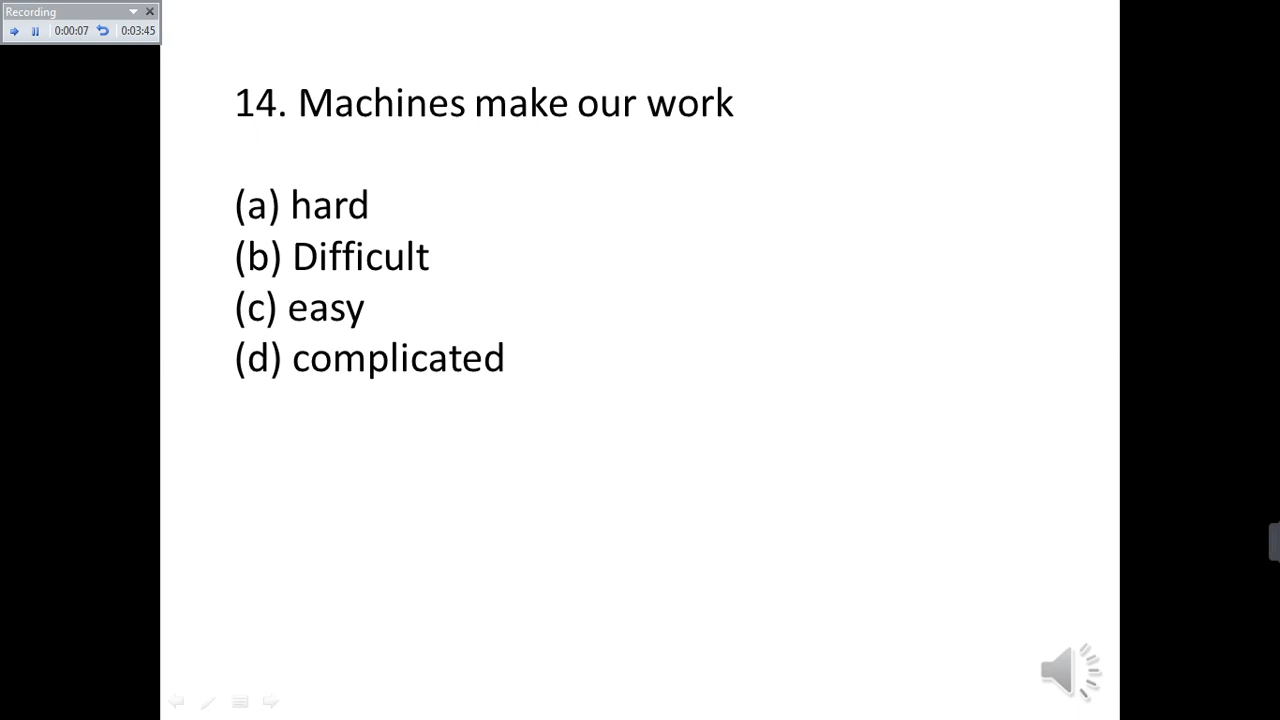 Recording
0:00:07 0:03:45
14. Machines make our work
(a) hard
(b) Difficult
(c) easy
(d) complicated